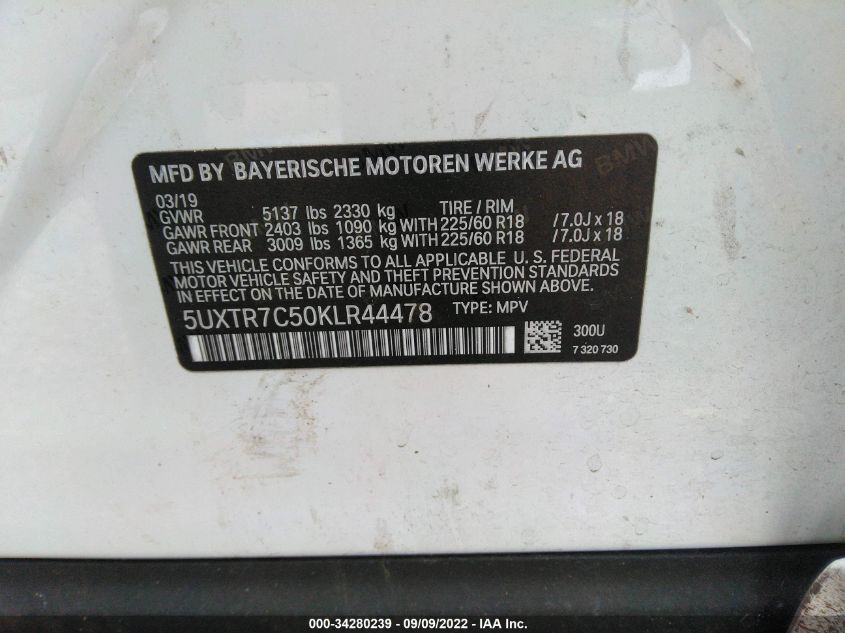 MFD BY BAYERISCHE MOTOREN WERKE AG
03/19
GVWR 5137 lbs 2330 kg TIRE / RIM
GAWR FRONT 2403 lbs 1090 kg WITH 225/60 R18 /7.0J x 18
GAWR REAR 3009 lbs 1365 kg WITH 225/60 R18 /7.0J x 18
THIS VEHICLE CONFORMS TO ALL APPLICABLE U. S. FEDERAL
MOTOR VEHICLE SAFETY AND THEFT PREVENTION STANDARDS
IN EFFECT ON THE DATE OF MANUFACTURE SHOWN ABOVE.
5UXTR7C50KLR44478 TYPE: MPV
300U
7 320 730
000-34280239 - 09/09/2022 - IAA Inc.